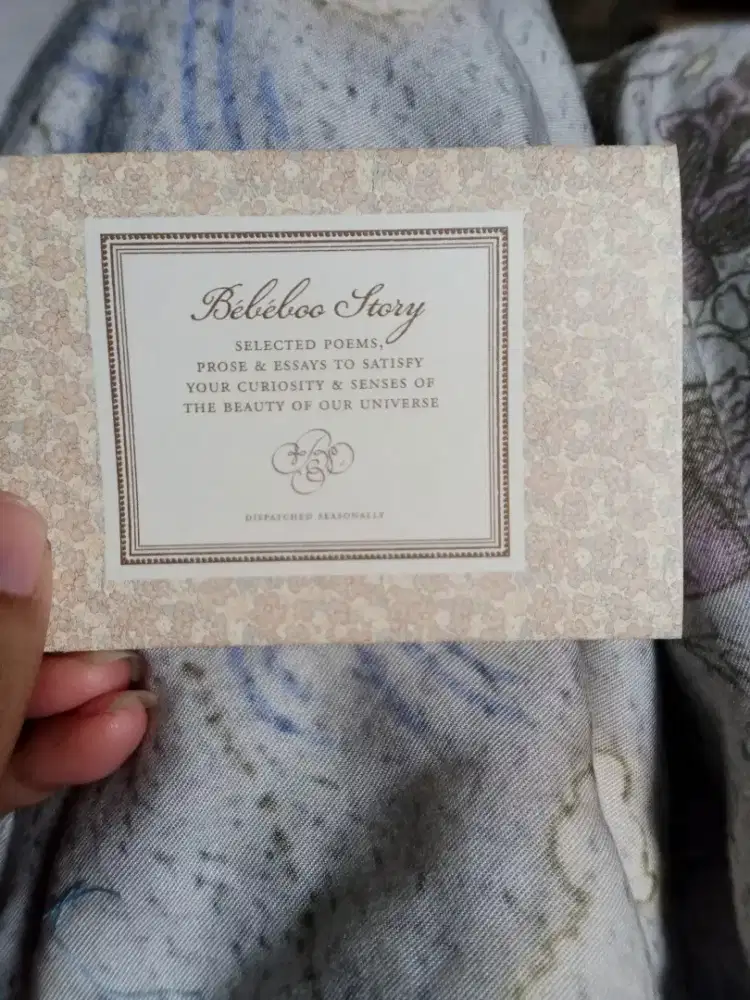 Bébéboo Story
SELECTED POEMS,
PROSE & ESSAYS TO SATISFY
YOUR CURIOSITY & SENSES OF
THE BEAUTY OF OUR UNIVERSE
DISPATCHED SEASONALLY